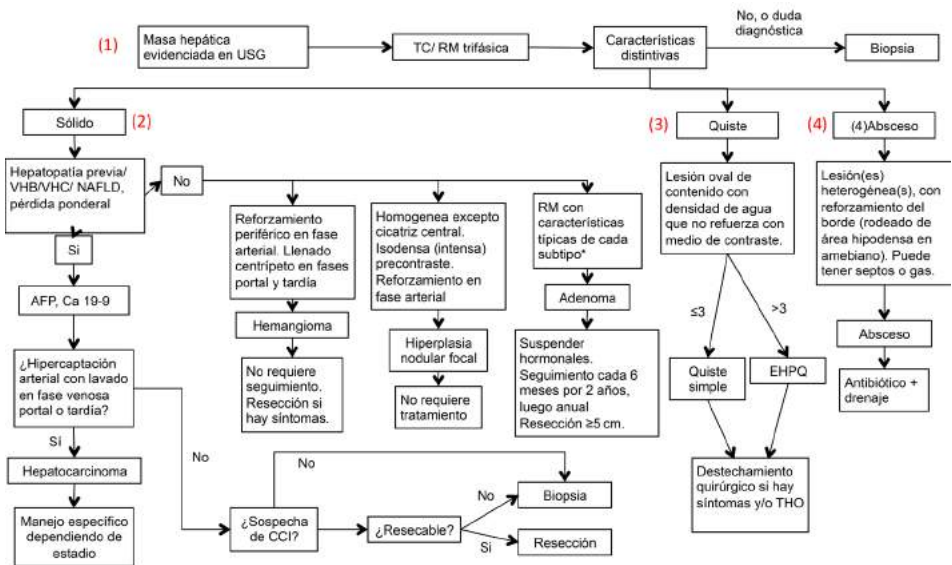 (1)
Masa hepática
evidenciada en USG
TC/ RM trifásica
Características
distintivas
No, o duda
diagnóstica
Biopsia
Sólido
(2)
(3)
Quiste
(4)
(4)Absceso
Hepatopatía previa/
VHB/VHC/ NAFLD,
pérdida ponderal
No
Si
AFP, Ca 19-9
¿Hipercaptación
arterial con lavado
en fase venosa
portal o tardía?
Sí
No
Hepatocarcinoma
Manejo específico
dependiendo de
estadio
Reforzamiento
periférico en fase
arterial. Llenado
centrípeto en fases
portal y tardía
Hemangioma
No requiere
seguimiento.
Resección si
hay síntomas.
Homogenea excepto
cicatriz central.
Isodensa (intensa)
precontraste.
Reforzamiento en
fase arterial
Hiperplasia
nodular focal
No requiere
tratamiento
RM con
características
típicas de cada
subtipo*
Adenoma
Suspender
hormonales.
Seguimiento cada 6
meses por 2 años,
luego anual
Resección ≥5 cm.
Lesión oval de
contenido con
densidad de agua
que no refuerza con
medio de contraste.
≤3
>3
Quiste
simple
EHPQ
Destechamiento
quirúrgico si hay
síntomas y/o THO
Lesión(es)
heterogénea(s), con
reforzamiento del
borde (rodeado de
área hipodensa en
amebiano). Puede
tener septos o gas.
Absceso
Antibiótico +
drenaje
¿Sospecha
de CCI?
No
¿Resecable?
No
Biopsia
Sí
Resección